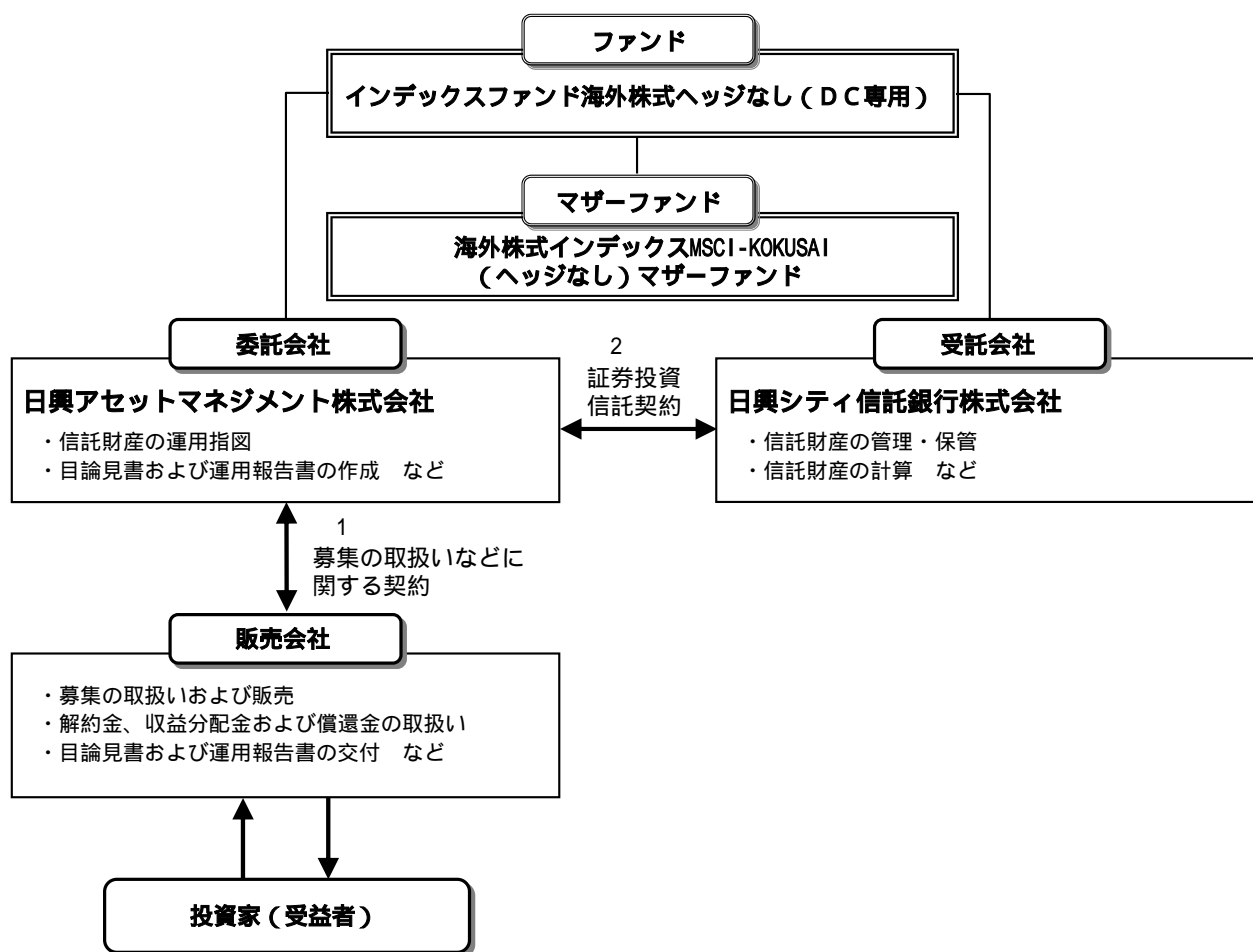 ファンド
インデックスファンド海外株式ヘッジなし（ＤＣ専用）
マザーファンド
海外株式インデックスMSCI-KOKUSAI
（ヘッジなし）マザーファンド
委託会社
日興アセットマネジメント株式会社
・信託財産の運用指図
・目論見書および運用報告書の作成　など
2
証券投資
信託契約
受託会社
日興シティ信託銀行株式会社
・信託財産の管理・保管
・信託財産の計算　など
1
募集の取扱いなどに
関する契約
販売会社
・募集の取扱いおよび販売
・解約金、収益分配金および償還金の取扱い
・目論見書および運用報告書の交付　など
投資家（受益者）